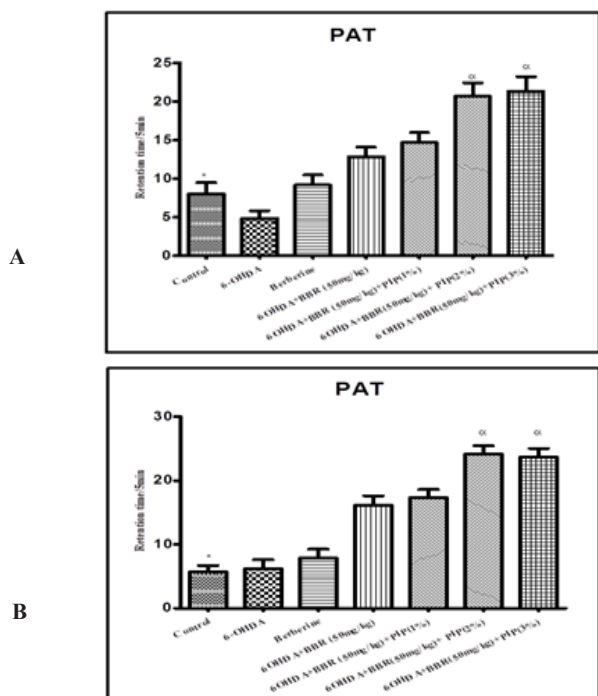 A
PAT
Retention time/5min
25
20
15
10
5
0
*
α
α
Control
6-OHDA
Berberine
6OHDA+BBR (50mg/kg)
6OHDA+BBR (50mg/kg)+PIP(1%)
6OHDA+BBR(50mg/kg)+ PIP(2%)
6OHDA+BBR(50mg/kg)+PIP(3%)
B
PAT
Retention time/5min
30
20
10
0
*
α
α
Control
6-OHDA
Berberine
6OHDA+BBR (50mg/kg)
6OHDA+BBR (50mg/kg)+PIP(1%)
6OHDA+BBR(50mg/kg)+ PIP(2%)
6OHDA+BBR(50mg/kg)+PIP(3%)